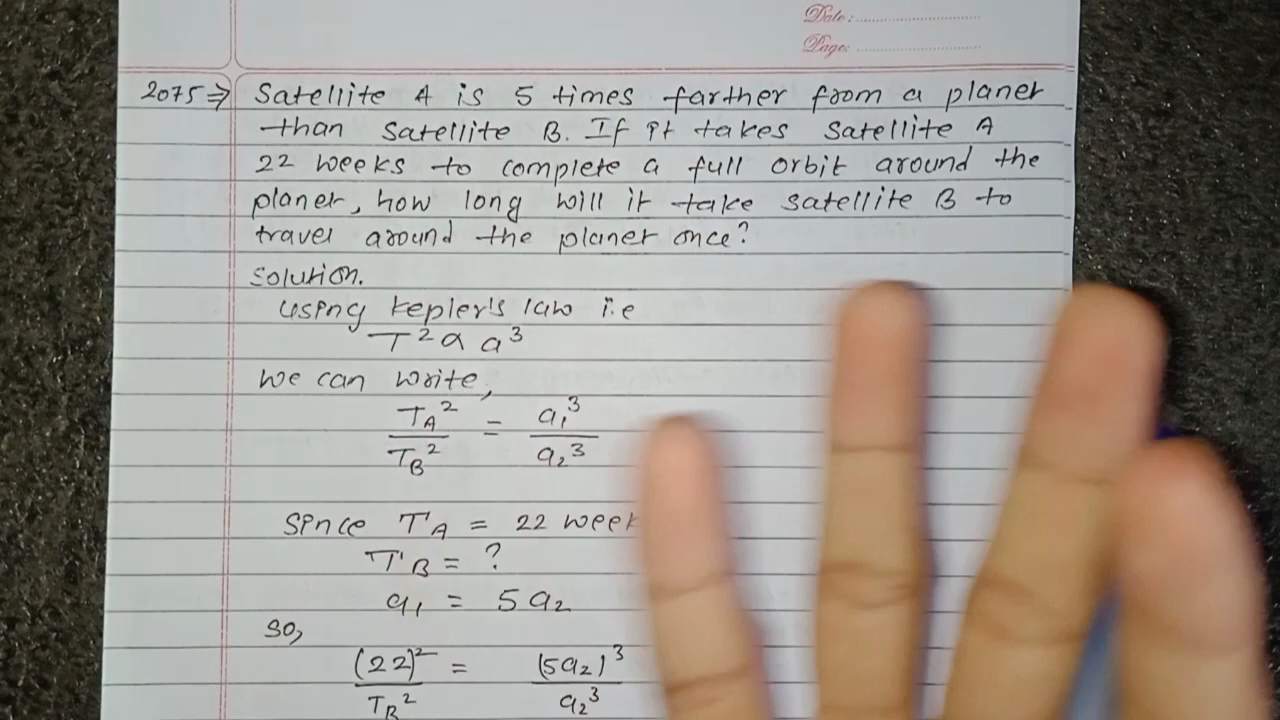 Date:
Page:
2075⇒ Satellite A is 5 times farther from a planet
than satellite B. If it takes satellite A
22 weeks to complete a full orbit around the
planet, how long will it take satellite B to
travel around the planet once?
Solution.
Using kepler's law i.e
T² α a³
We can write,
T_A²/T_B² = a₁³/a₂³
Since T_A = 22 week
T_B = ?
a₁ = 5a₂
so,
(22)²/T_B² = (5a₂)³/a₂³